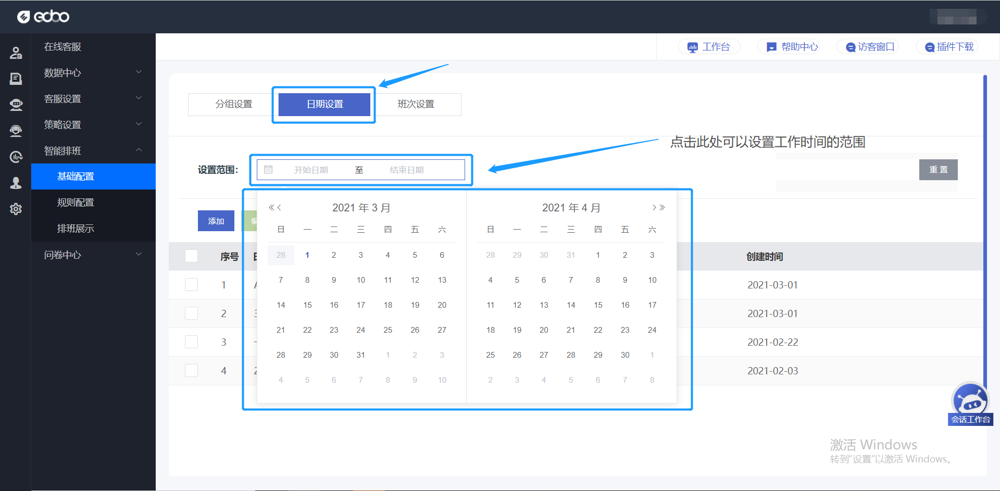 edbo
工作台
帮助中心
访客窗口
插件下载
在线客服
数据中心
客服设置
策略设置
智能排班
基础配置
规则配置
排班展示
问卷中心
分组设置
日期设置
班次设置
点击此处可以设置工作时间的范围
设置范围：
开始日期
至
结束日期
重 置
添加
2021 年 3 月
日 一 二 三 四 五 六
28 1 2 3 4 5 6
7 8 9 10 11 12 13
14 15 16 17 18 19 20
21 22 23 24 25 26 27
28 29 30 31 1 2 3
4 5 6 7 8 9 10
2021 年 4 月
日 一 二 三 四 五 六
28 29 30 31 1 2 3
4 5 6 7 8 9 10
11 12 13 14 15 16 17
18 19 20 21 22 23 24
25 26 27 28 29 30 1
2 3 4 5 6 7 8
序号 创建时间
1 2021-03-01
2 2021-03-01
3 2021-02-22
4 2021-02-03
会话工作台
激活 Windows
转到"设置"以激活 Windows。